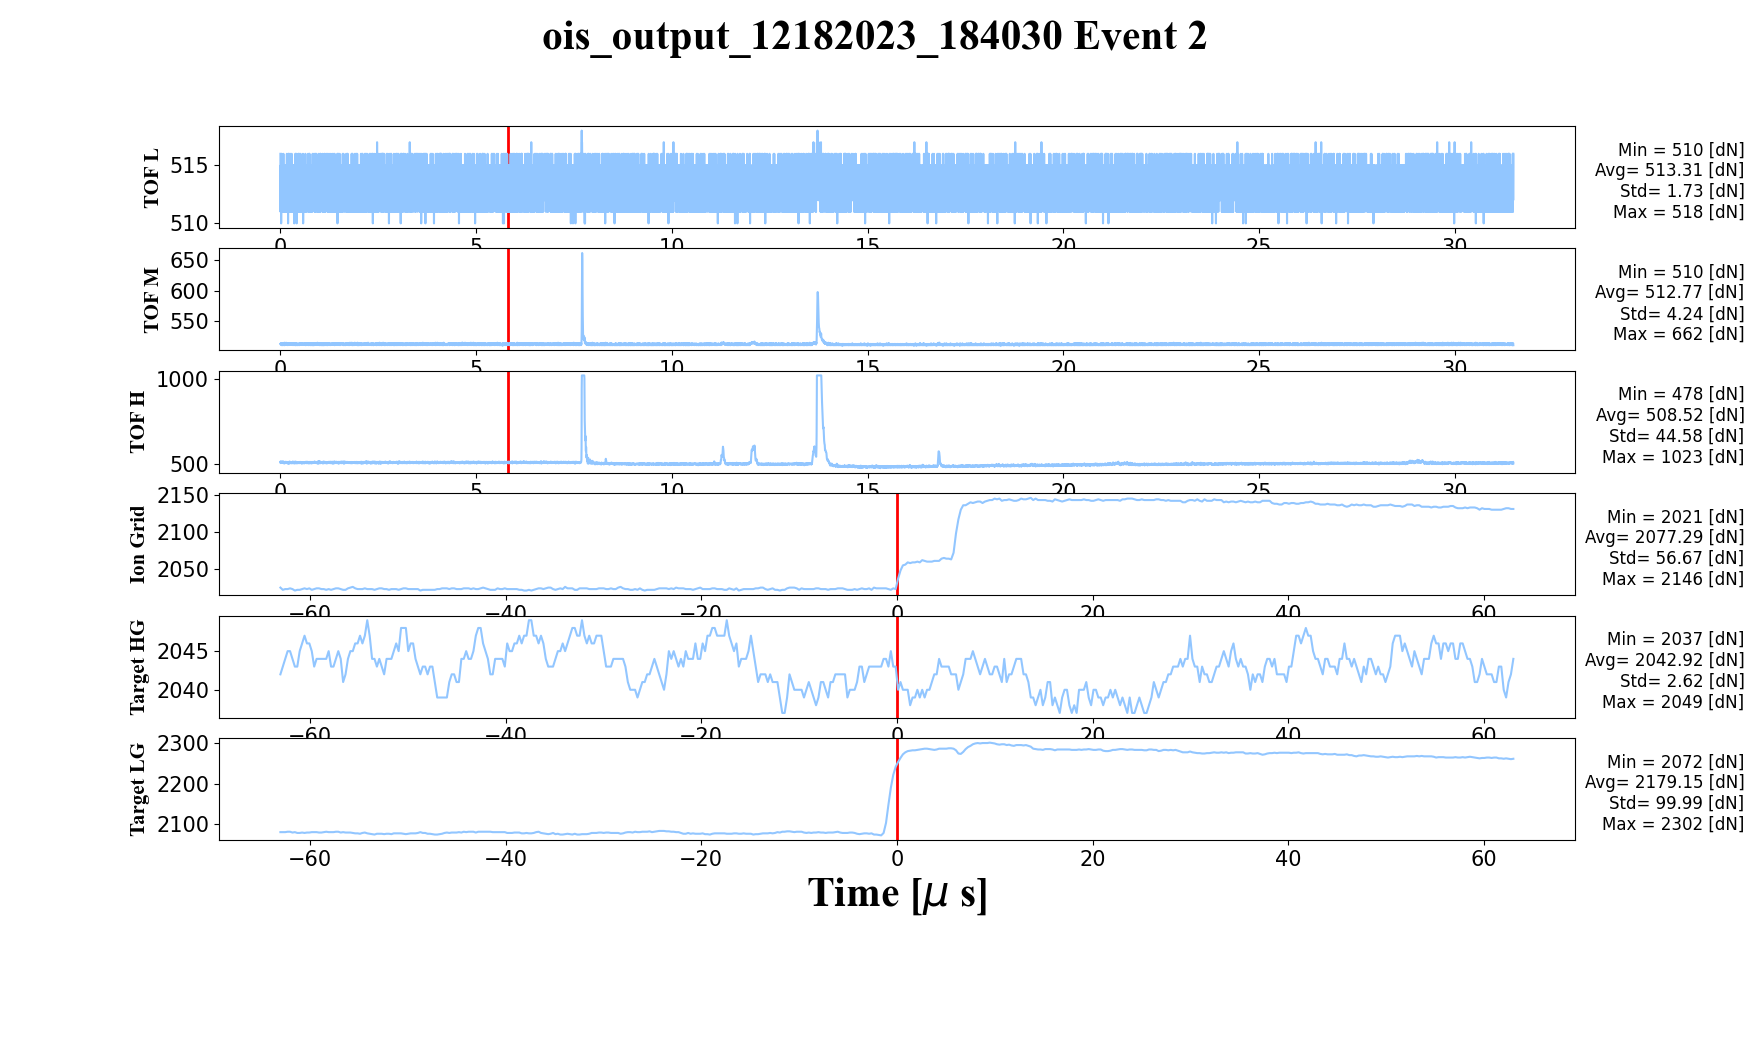 ois_output_12182023_184030 Event 2
TOF L
515
510
0 5 10 15 20 25 30
Min = 510 [dN]
Avg= 513.31 [dN]
Std= 1.73 [dN]
Max = 518 [dN]
TOF M
650
600
550
0 5 10 15 20 25 30
Min = 510 [dN]
Avg= 512.77 [dN]
Std= 4.24 [dN]
Max = 662 [dN]
TOF H
1000
500
0 5 10 15 20 25 30
Min = 478 [dN]
Avg= 508.52 [dN]
Std= 44.58 [dN]
Max = 1023 [dN]
Ion Grid
2150
2100
2050
−60 −40 −20 0 20 40 60
Min = 2021 [dN]
Avg= 2077.29 [dN]
Std= 56.67 [dN]
Max = 2146 [dN]
Target HG
2045
2040
−60 −40 −20 0 20 40 60
Min = 2037 [dN]
Avg= 2042.92 [dN]
Std= 2.62 [dN]
Max = 2049 [dN]
Target LG
2300
2200
2100
−60 −40 −20 0 20 40 60
Min = 2072 [dN]
Avg= 2179.15 [dN]
Std= 99.99 [dN]
Max = 2302 [dN]
Time [μ s]